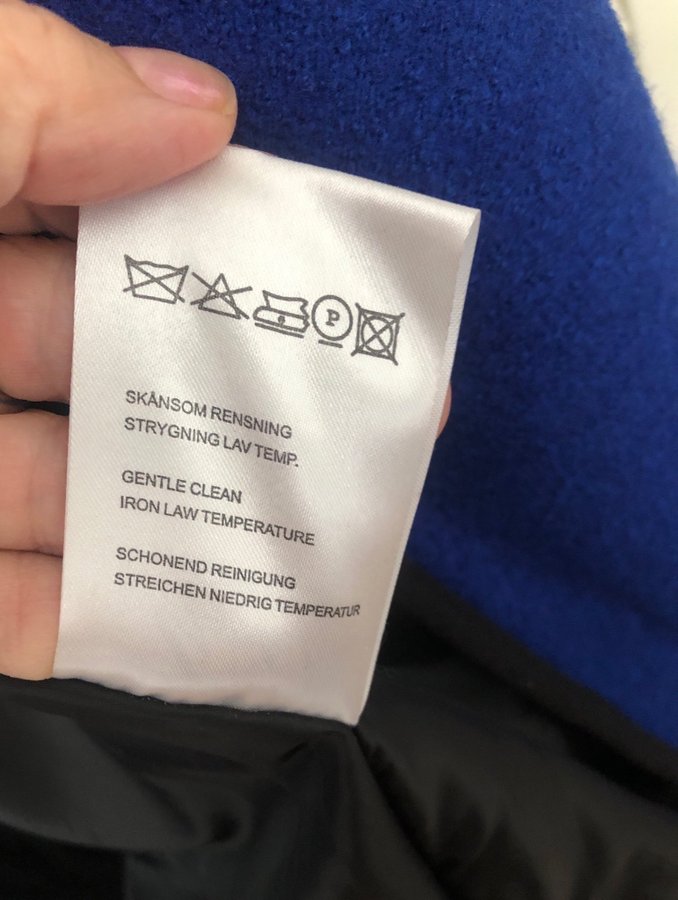 P
SKÅNSOM RENSNING
STRYGNING LAV TEMP.
GENTLE CLEAN
IRON LAW TEMPERATURE
SCHONEND REINIGUNG
STREICHEN NIEDRIG TEMPERATUR